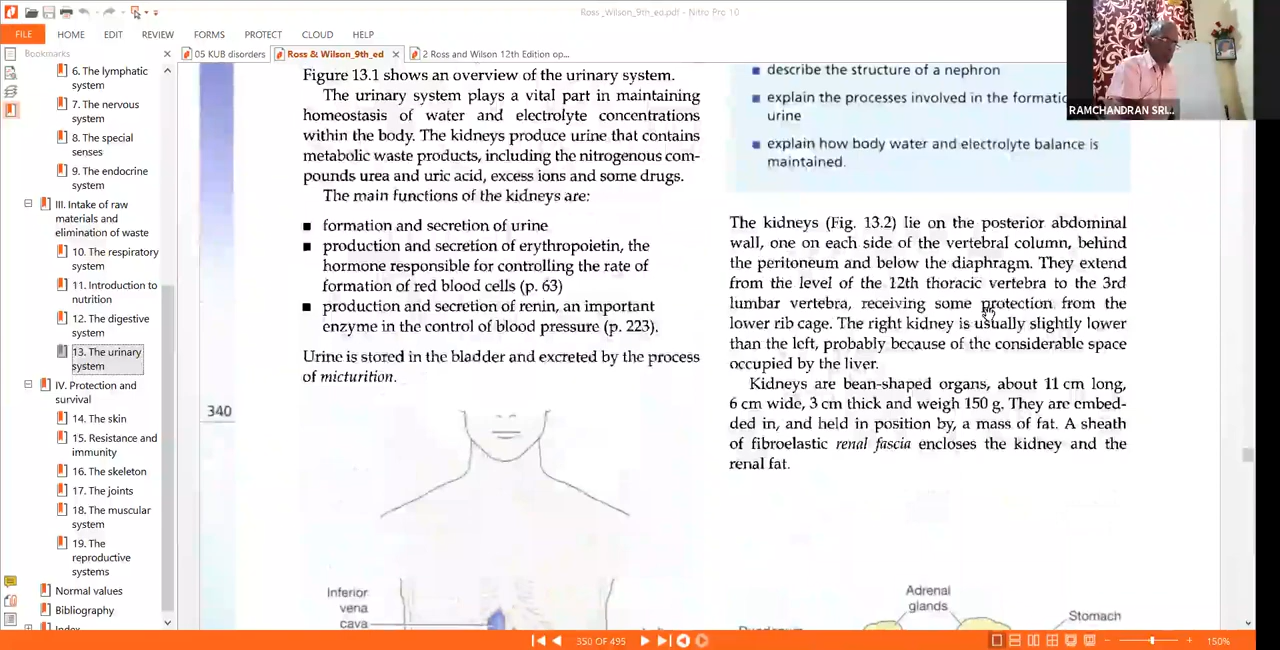 Ross _Wilson_9th_ed.pdf - Nitro Pro 10
FILE
HOME
EDIT
REVIEW
FORMS
PROTECT
CLOUD
HELP
Bookmarks
05 KUB disorders
Ross & Wilson_9th_ed
2 Ross and Wilson 12th Edition op...
6. The lymphatic
system
7. The nervous
system
8. The special
senses
9. The endocrine
system
III. Intake of raw
materials and
elimination of waste
10. The respiratory
system
11. Introduction to
nutrition
12. The digestive
system
13. The urinary
system
IV. Protection and
survival
14. The skin
15. Resistance and
immunity
16. The skeleton
17. The joints
18. The muscular
system
19. The
reproductive
systems
Normal values
Bibliography
Index
340
Figure 13.1 shows an overview of the urinary system.
The urinary system plays a vital part in maintaining
homeostasis of water and electrolyte concentrations
within the body. The kidneys produce urine that contains
metabolic waste products, including the nitrogenous com-
pounds urea and uric acid, excess ions and some drugs.
The main functions of the kidneys are:
■ formation and secretion of urine
■ production and secretion of erythropoietin, the
hormone responsible for controlling the rate of
formation of red blood cells (p. 63)
■ production and secretion of renin, an important
enzyme in the control of blood pressure (p. 223).
Urine is stored in the bladder and excreted by the process
of micturition.
Inferior
vena
cava
■ describe the structure of a nephron
■ explain the processes involved in the formatio
urine
■ explain how body water and electrolyte balance is
maintained.
The kidneys (Fig. 13.2) lie on the posterior abdominal
wall, one on each side of the vertebral column, behind
the peritoneum and below the diaphragm. They extend
from the level of the 12th thoracic vertebra to the 3rd
lumbar vertebra, receiving some protection from the
lower rib cage. The right kidney is usually slightly lower
than the left, probably because of the considerable space
occupied by the liver.
Kidneys are bean-shaped organs, about 11 cm long,
6 cm wide, 3 cm thick and weigh 150 g. They are embed-
ded in, and held in position by, a mass of fat. A sheath
of fibroelastic renal fascia encloses the kidney and the
renal fat.
Adrenal
glands
Stomach
RAMCHANDRAN SRI...
350 OF 495
150%